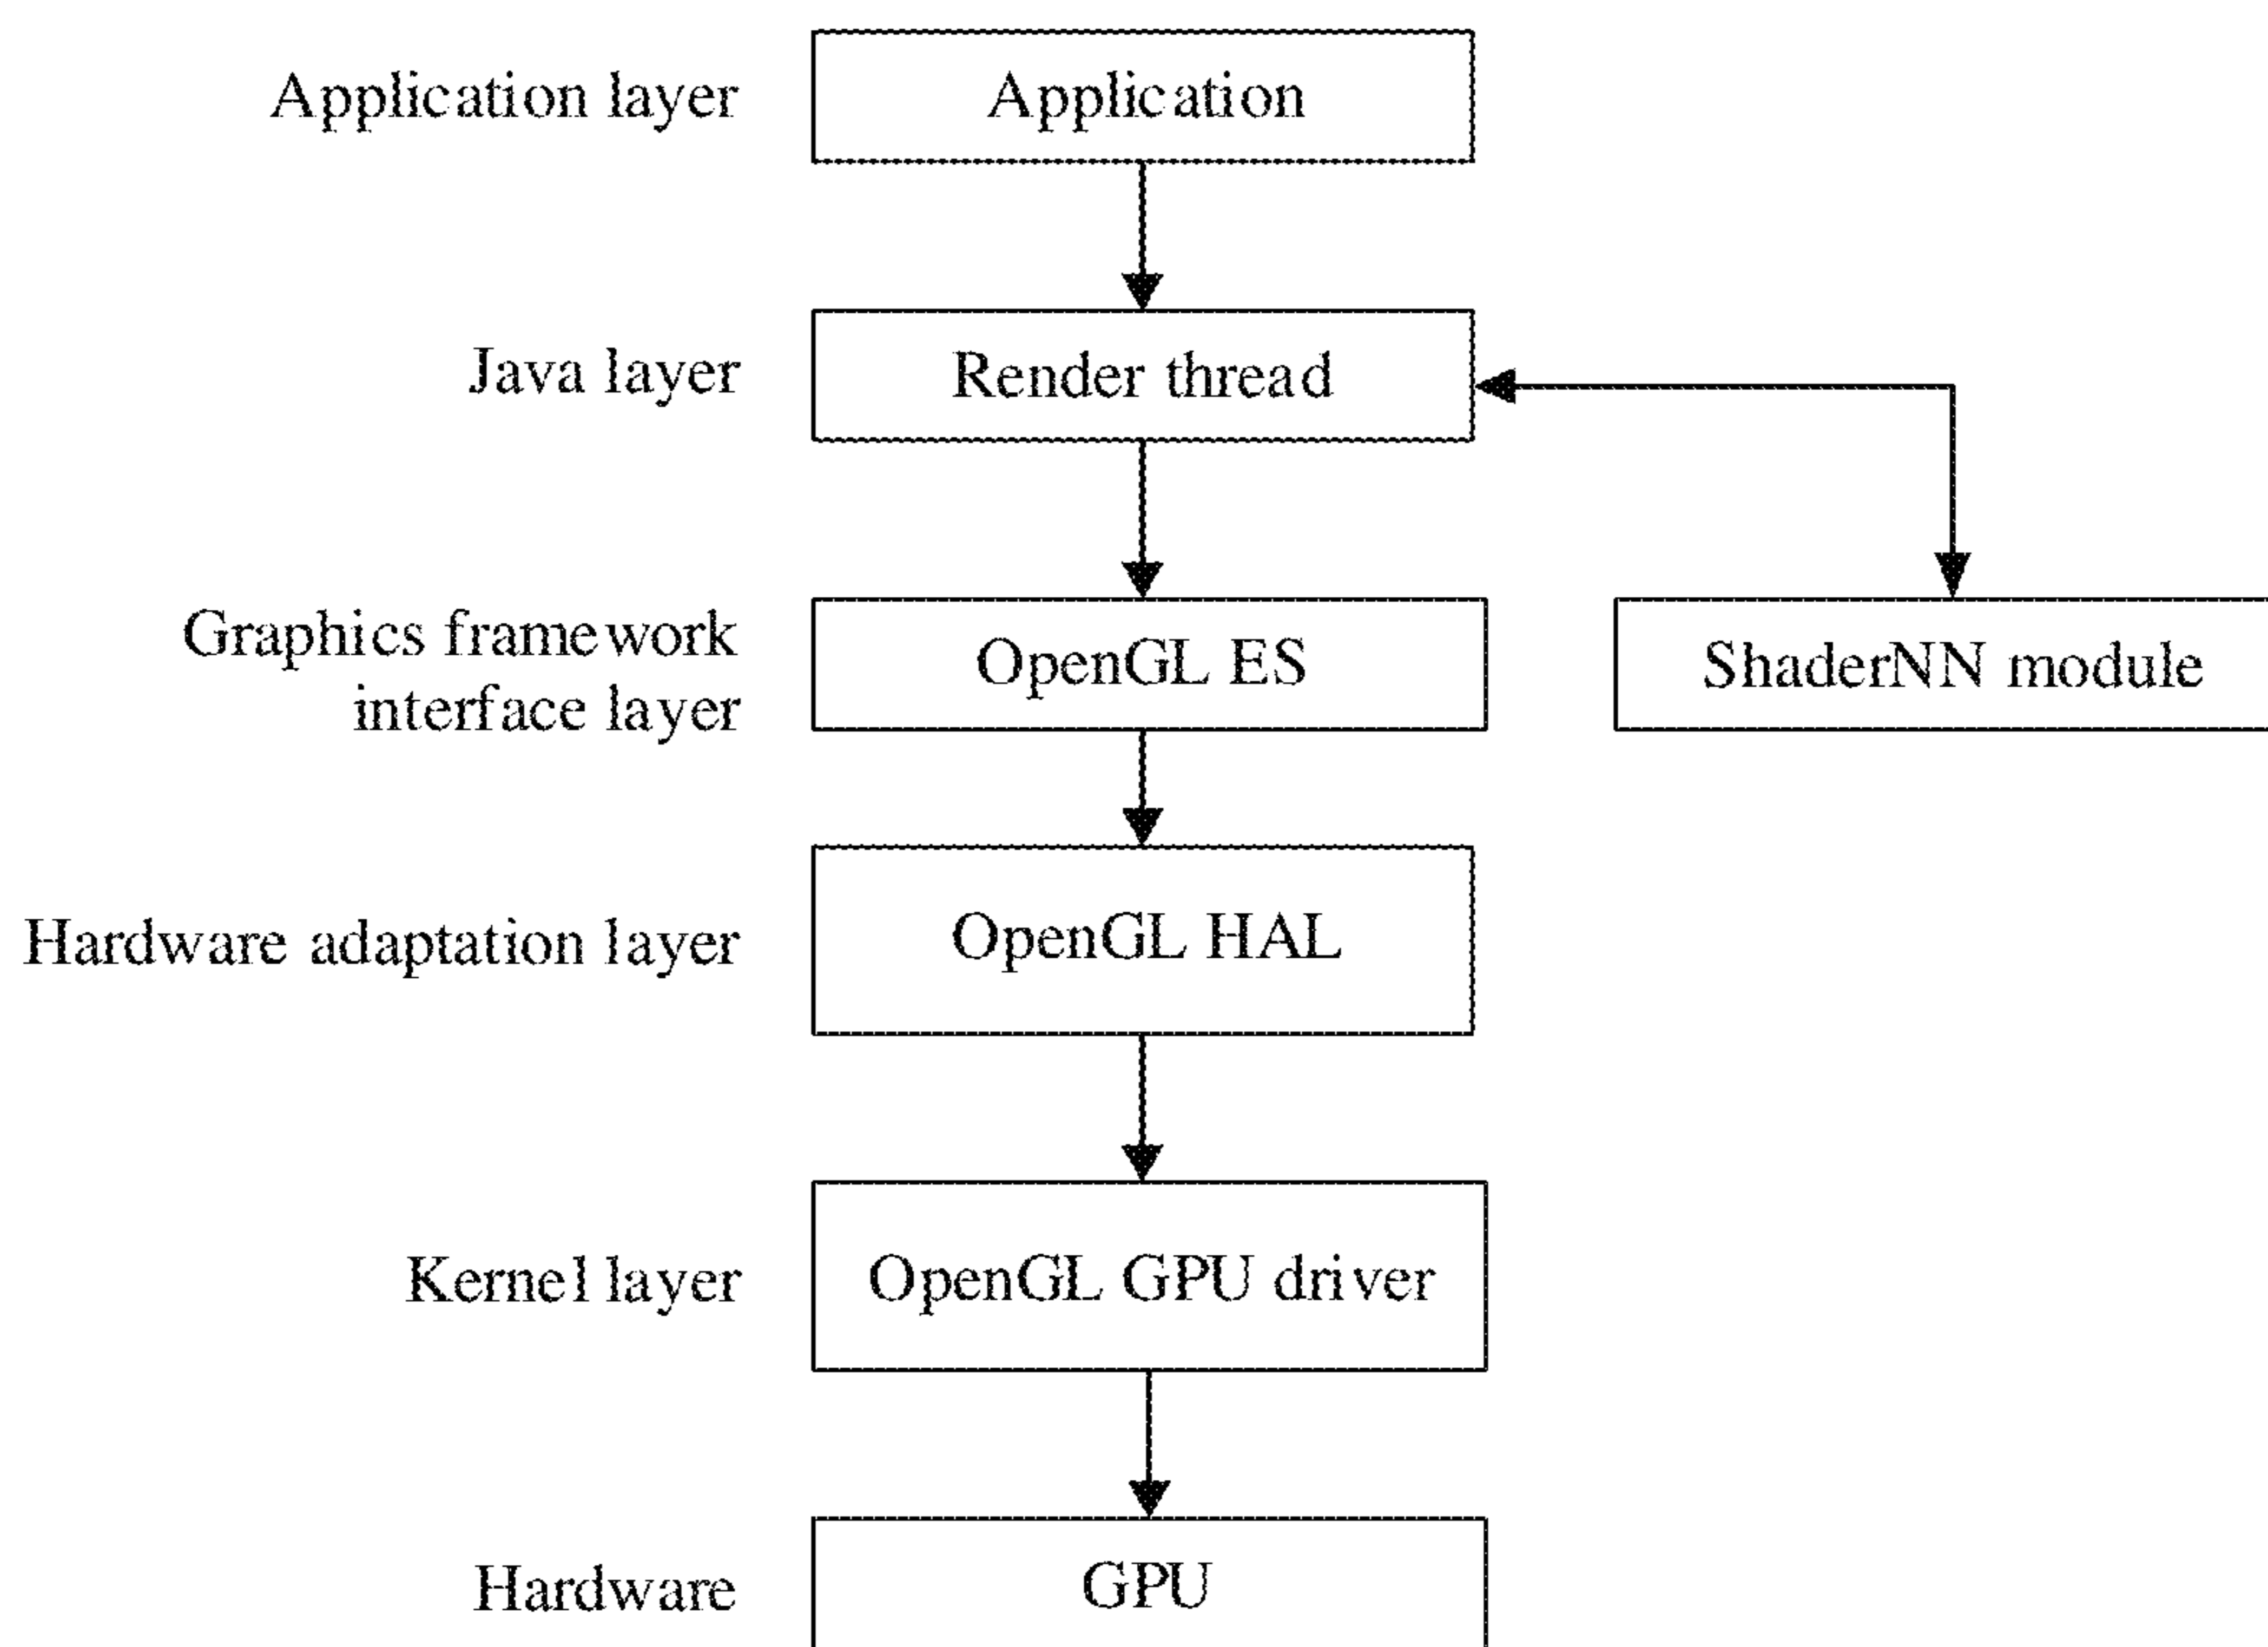 Application layer
Application
Java layer
Render thread
Graphics framework
interface layer
OpenGL ES
ShaderNN module
Hardware adaptation layer
OpenGL HAL
Kernel layer
OpenGL GPU driver
Hardware
GPU